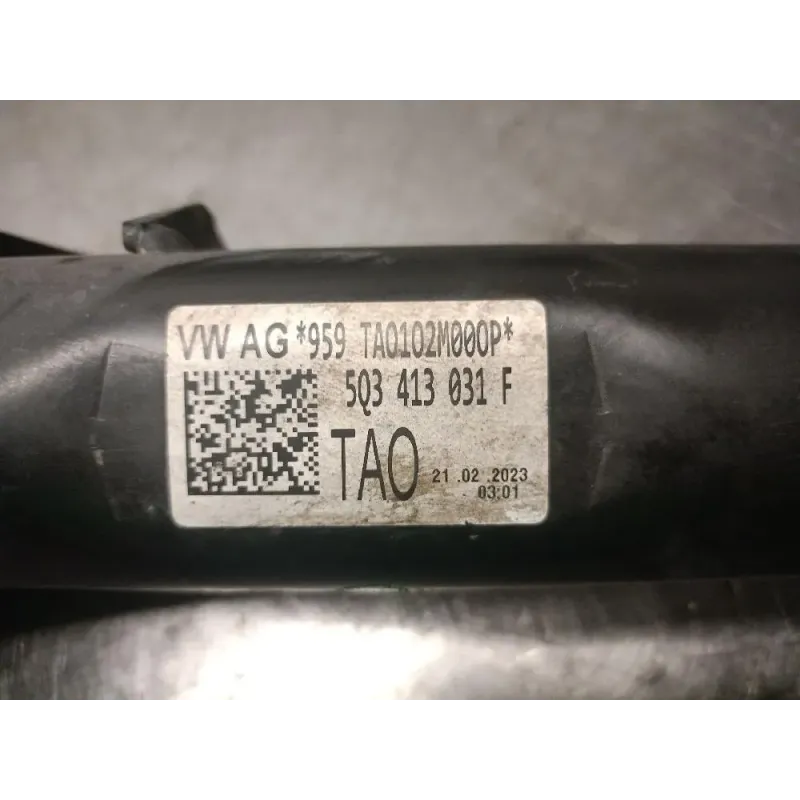 VW AG *959 TAO102M000P*
5Q3 413 031 F
TAO
21 .02 .2023
03:01